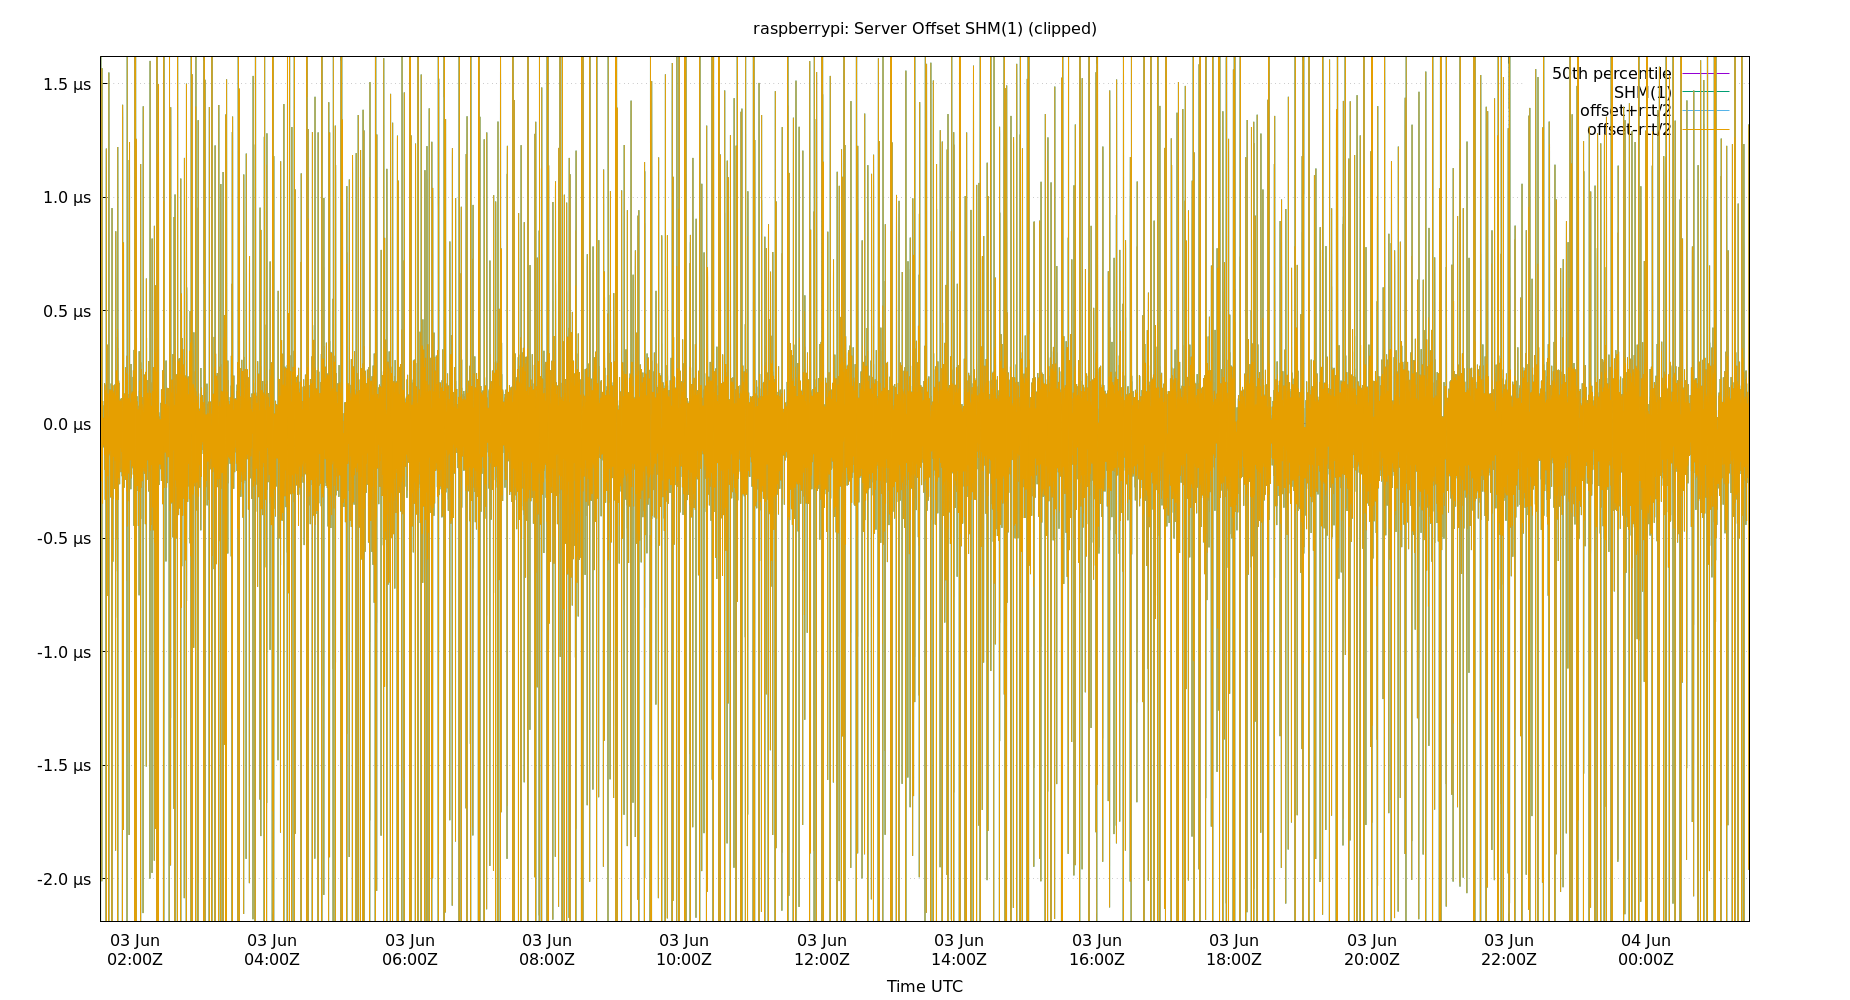 raspberrypi: Server Offset SHM(1) (clipped)
50th percentile
SHM(1)
offset+rtt/2
offset-rtt/2
1.5 µs
1.0 µs
0.5 µs
0.0 µs
-0.5 µs
-1.0 µs
-1.5 µs
-2.0 µs
03 Jun 03 Jun 03 Jun 03 Jun 03 Jun 03 Jun 03 Jun 03 Jun 03 Jun 03 Jun 03 Jun 04 Jun
02:00Z 04:00Z 06:00Z 08:00Z 10:00Z 12:00Z 14:00Z 16:00Z 18:00Z 20:00Z 22:00Z 00:00Z
Time UTC